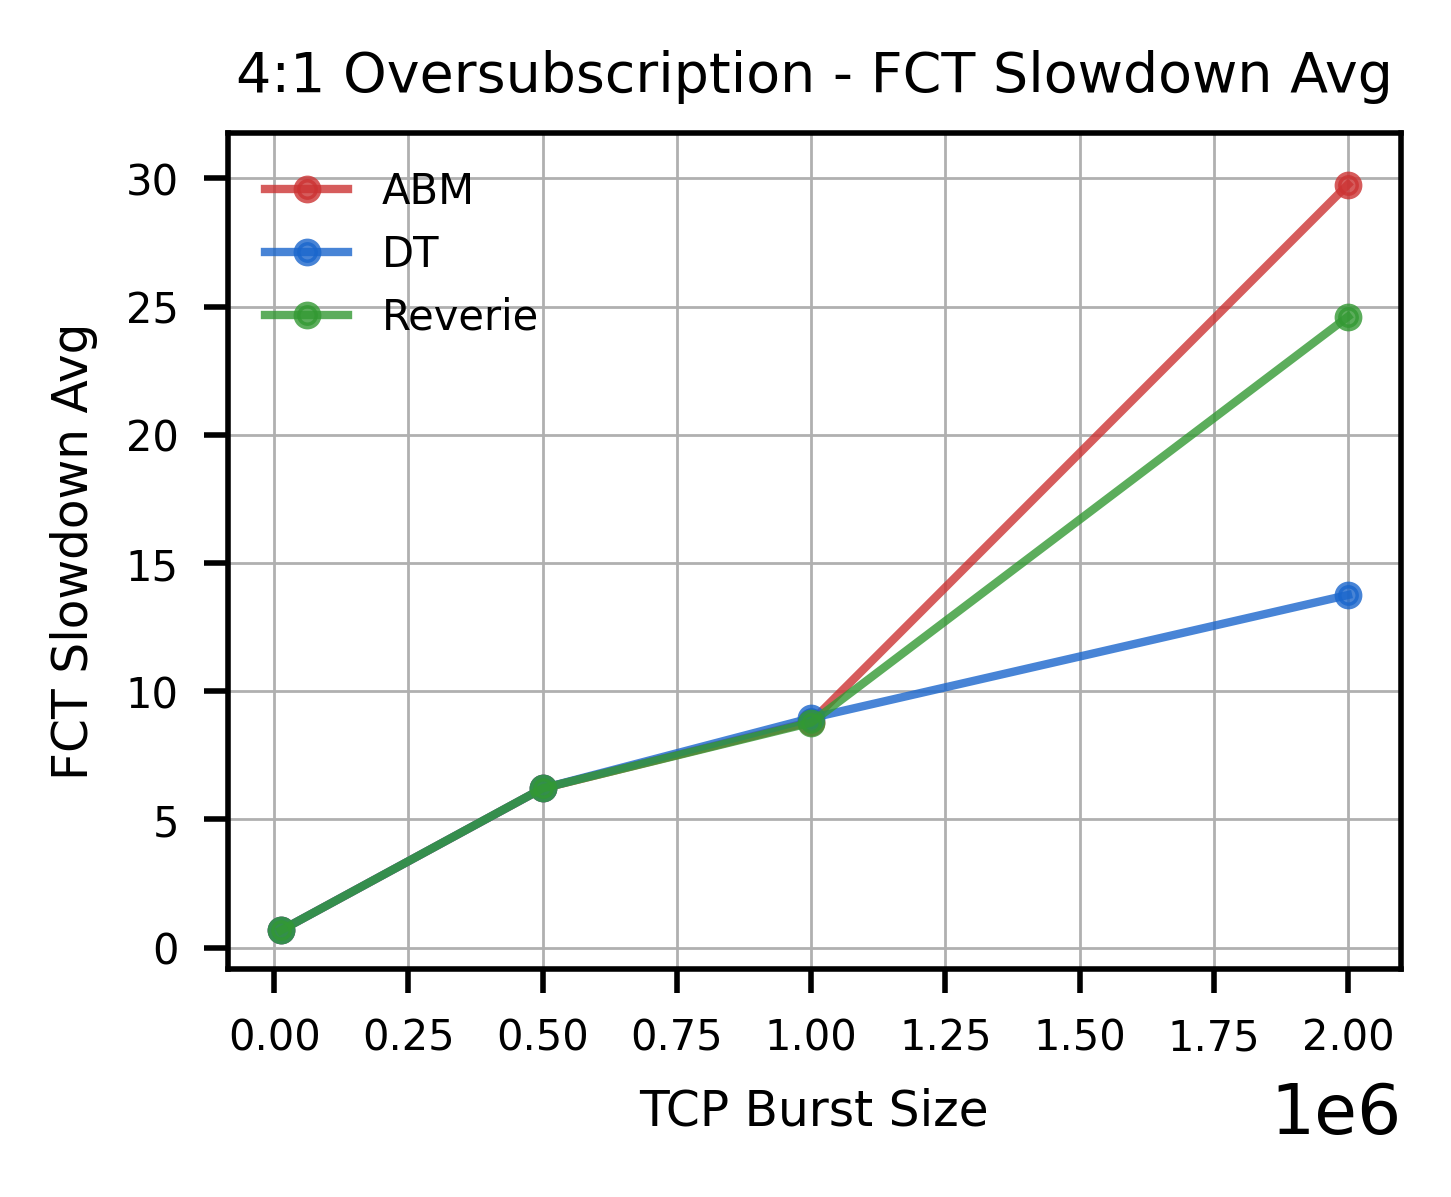 4:1 Oversubscription - FCT Slowdown Avg
ABM
DT
Reverie
FCT Slowdown Avg
30
25
20
15
10
5
0
0.00 0.25 0.50 0.75 1.00 1.25 1.50 1.75 2.00
TCP Burst Size
1e6